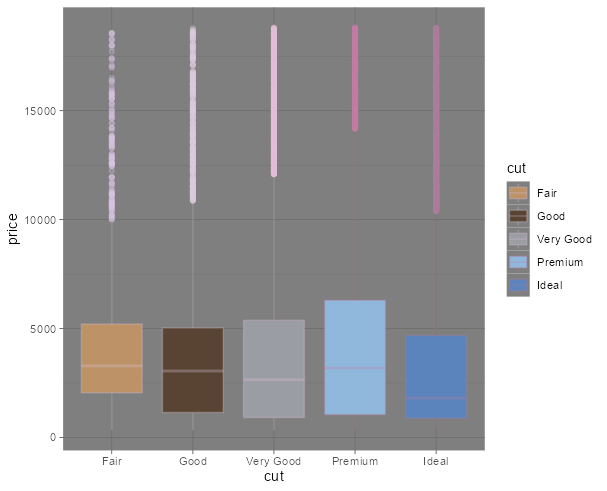 price
15000
10000
5000
0
Fair
Good
Very Good
Premium
Ideal
cut
cut
Fair
Good
Very Good
Premium
Ideal